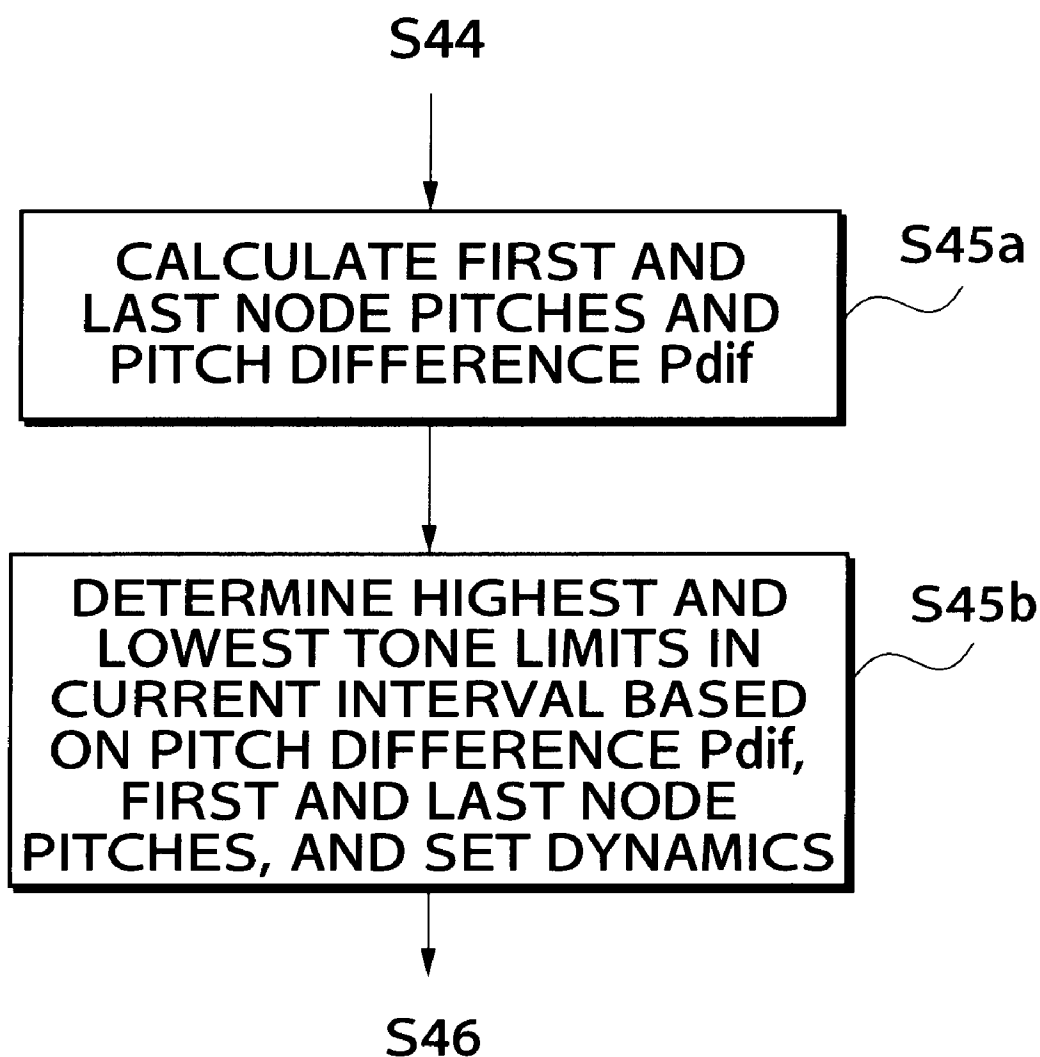 S44
CALCULATE FIRST AND
LAST NODE PITCHES AND
PITCH DIFFERENCE Pdif
S45a
DETERMINE HIGHEST AND
LOWEST TONE LIMITS IN
CURRENT INTERVAL BASED
ON PITCH DIFFERENCE Pdif,
FIRST AND LAST NODE
PITCHES, AND SET DYNAMICS
S45b
S46